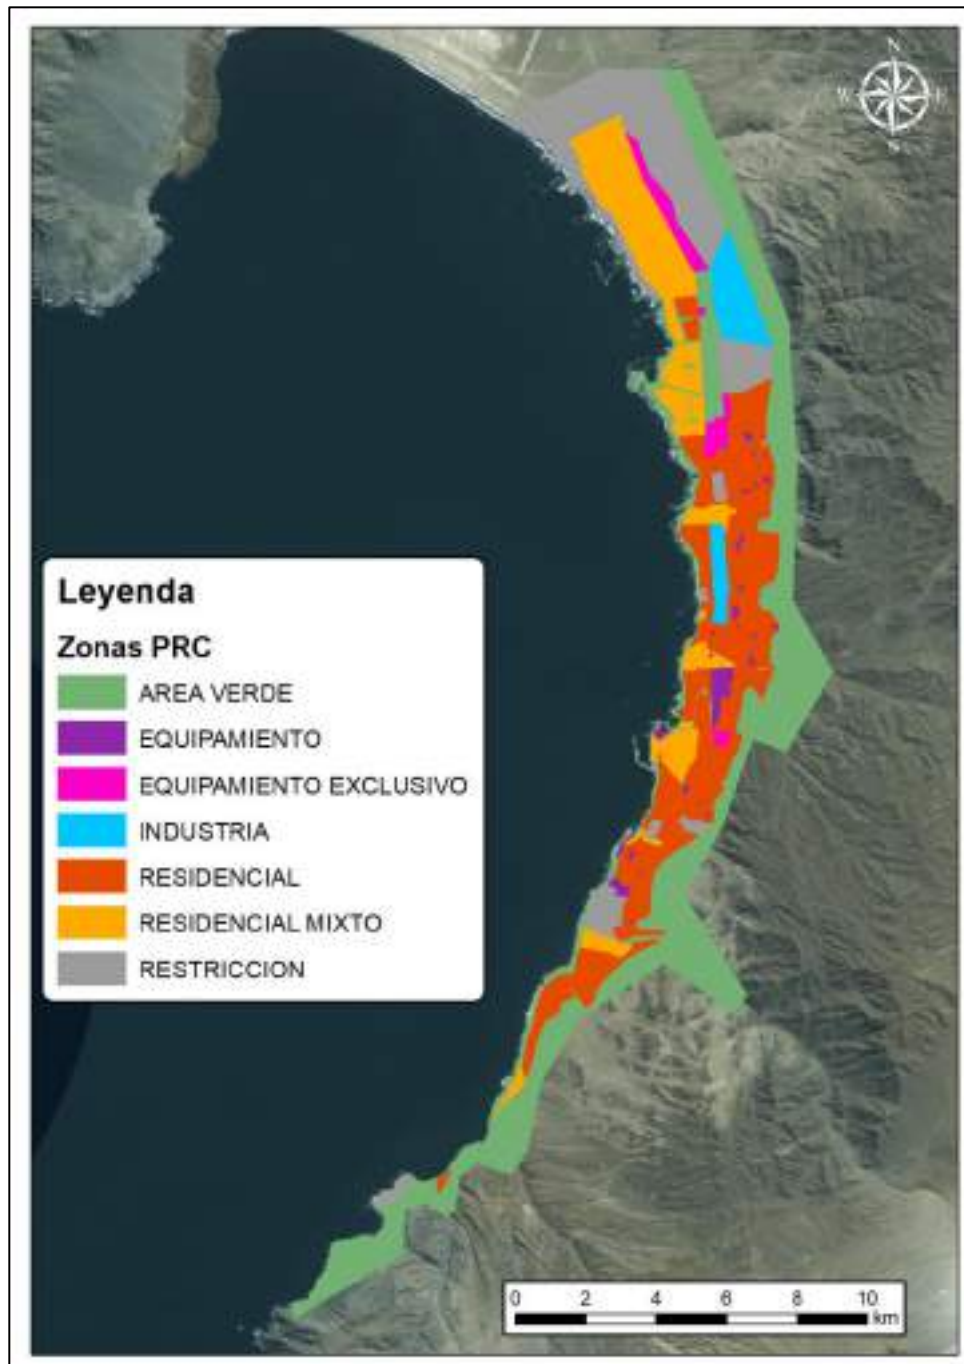 N
W E
S
Leyenda
Zonas PRC
AREA VERDE
EQUIPAMIENTO
EQUIPAMIENTO EXCLUSIVO
INDUSTRIA
RESIDENCIAL
RESIDENCIAL MIXTO
RESTRICCION
0 2 4 6 8 10
km